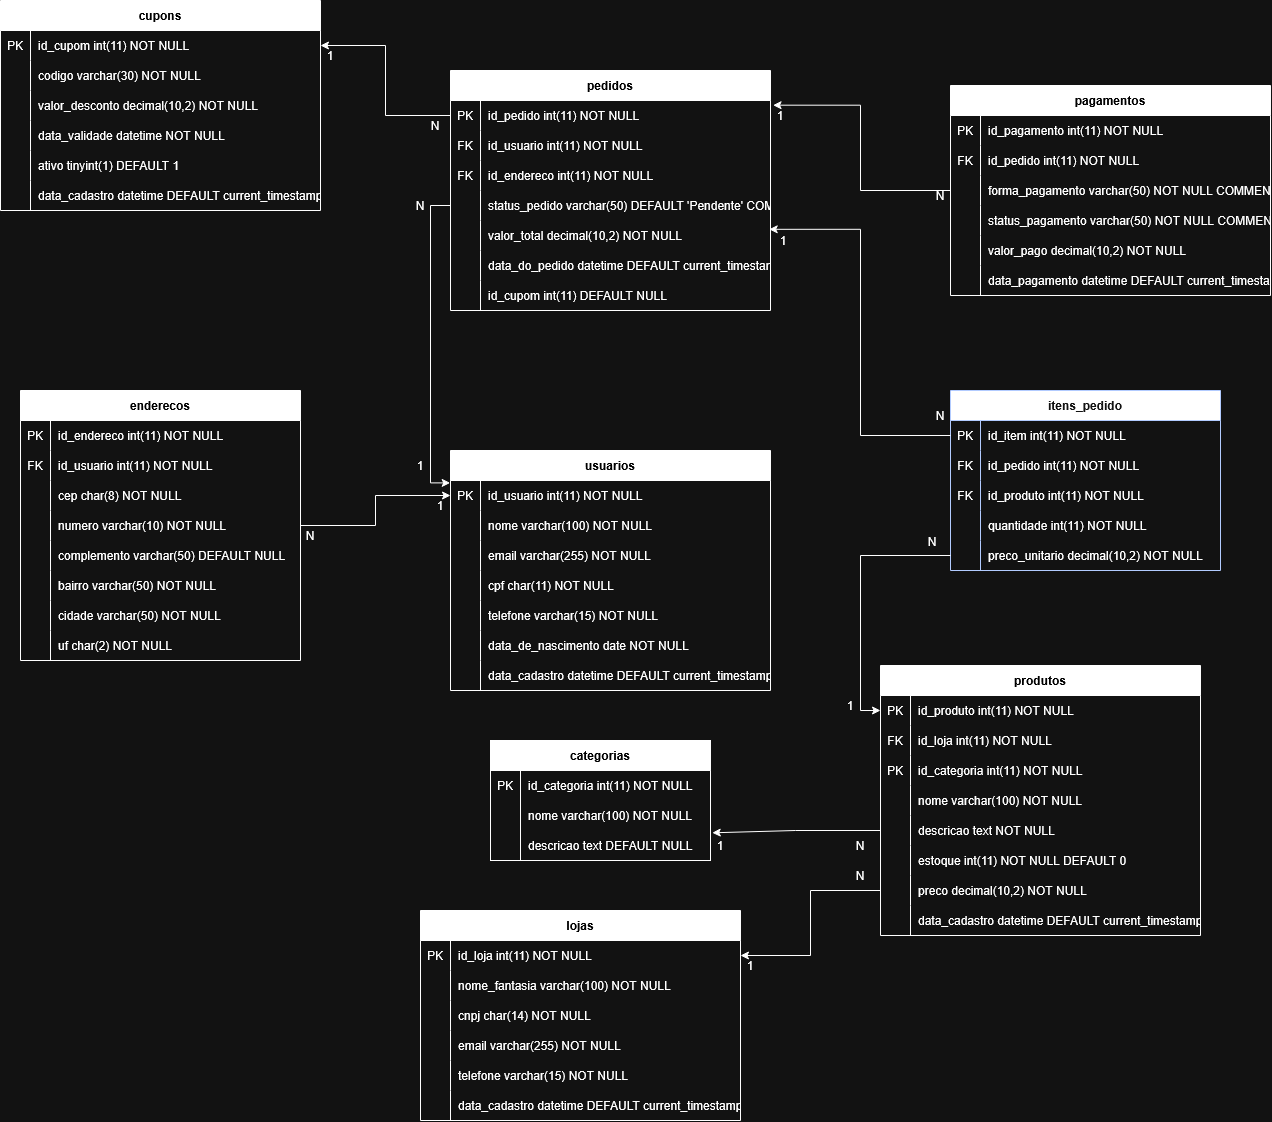 cupons
PK id_cupom int(11) NOT NULL
codigo varchar(30) NOT NULL
valor_desconto decimal(10,2) NOT NULL
data_validade datetime NOT NULL
ativo tinyint(1) DEFAULT 1
data_cadastro datetime DEFAULT current_timestamp
1
N
pedidos
PK id_pedido int(11) NOT NULL
FK id_usuario int(11) NOT NULL
FK id_endereco int(11) NOT NULL
status_pedido varchar(50) DEFAULT 'Pendente' COM
valor_total decimal(10,2) NOT NULL
data_do_pedido datetime DEFAULT current_timestar
id_cupom int(11) DEFAULT NULL
1
N
pagamentos
PK id_pagamento int(11) NOT NULL
FK id_pedido int(11) NOT NULL
forma_pagamento varchar(50) NOT NULL COMMEN
status_pagamento varchar(50) NOT NULL COMMEN
valor_pago decimal(10,2) NOT NULL
data_pagamento datetime DEFAULT current_timesta
N
1
1
N
enderecos
PK id_endereco int(11) NOT NULL
FK id_usuario int(11) NOT NULL
cep char(8) NOT NULL
numero varchar(10) NOT NULL
complemento varchar(50) DEFAULT NULL
bairro varchar(50) NOT NULL
cidade varchar(50) NOT NULL
uf char(2) NOT NULL
N
1
usuarios
PK id_usuario int(11) NOT NULL
nome varchar(100) NOT NULL
email varchar(255) NOT NULL
cpf char(11) NOT NULL
telefone varchar(15) NOT NULL
data_de_nascimento date NOT NULL
data_cadastro datetime DEFAULT current_timestamp
itens_pedido
PK id_item int(11) NOT NULL
FK id_pedido int(11) NOT NULL
FK id_produto int(11) NOT NULL
quantidade int(11) NOT NULL
preco_unitario decimal(10,2) NOT NULL
N
1
produtos
PK id_produto int(11) NOT NULL
FK id_loja int(11) NOT NULL
PK id_categoria int(11) NOT NULL
nome varchar(100) NOT NULL
descricao text NOT NULL
estoque int(11) NOT NULL DEFAULT 0
preco decimal(10,2) NOT NULL
data_cadastro datetime DEFAULT current_timestamp
categorias
PK id_categoria int(11) NOT NULL
nome varchar(100) NOT NULL
descricao text DEFAULT NULL
1
N
N
1
lojas
PK id_loja int(11) NOT NULL
nome_fantasia varchar(100) NOT NULL
cnpj char(14) NOT NULL
email varchar(255) NOT NULL
telefone varchar(15) NOT NULL
data_cadastro datetime DEFAULT current_timestamp